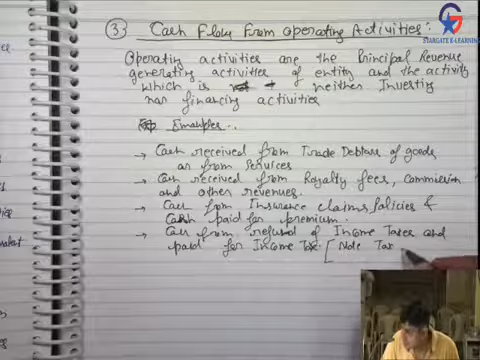 STARGATE E-LEARNING
③ Cash Flow From Operating Activities:
Operating activities are the Principal Revenue
generating activities of entity and the activity
which is neither Investing
nor financing activities
Examples..
→ Cash received from Trade Debtors of goods
or from services
→ Cash received from Royalty fees, Commission
and other revenues.
→ Cash from Insurance claims Policies &
Cash paid for premium.
→ Cash from refund of Income Taxes and
paid for Income Tax [Note Tax